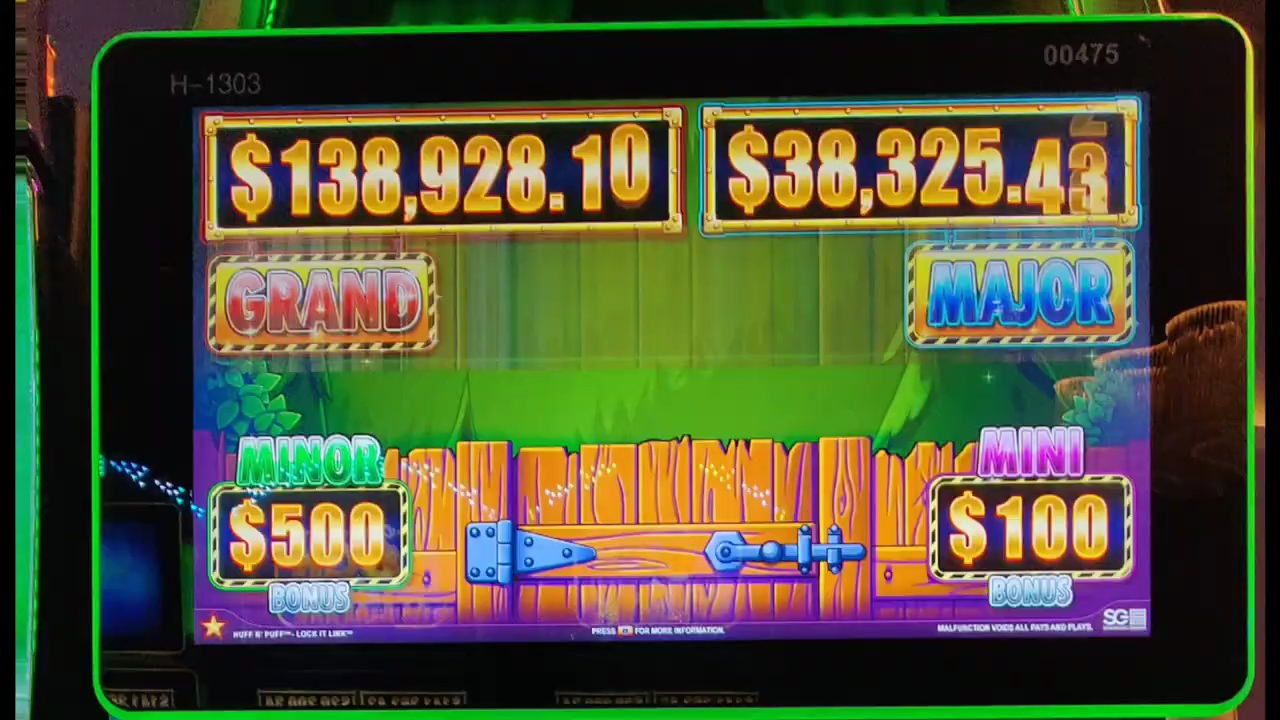 H-1303
00475
$138,928.10
$38,325.43
GRAND
MAJOR
MINOR
$500
BONUS
MINI
$100
BONUS
HUFF N' PUFF™ - LOCK IT LINK™
PRESS FOR MORE INFORMATION.
MALFUNCTION VOIDS ALL PAYS AND PLAYS.
SG